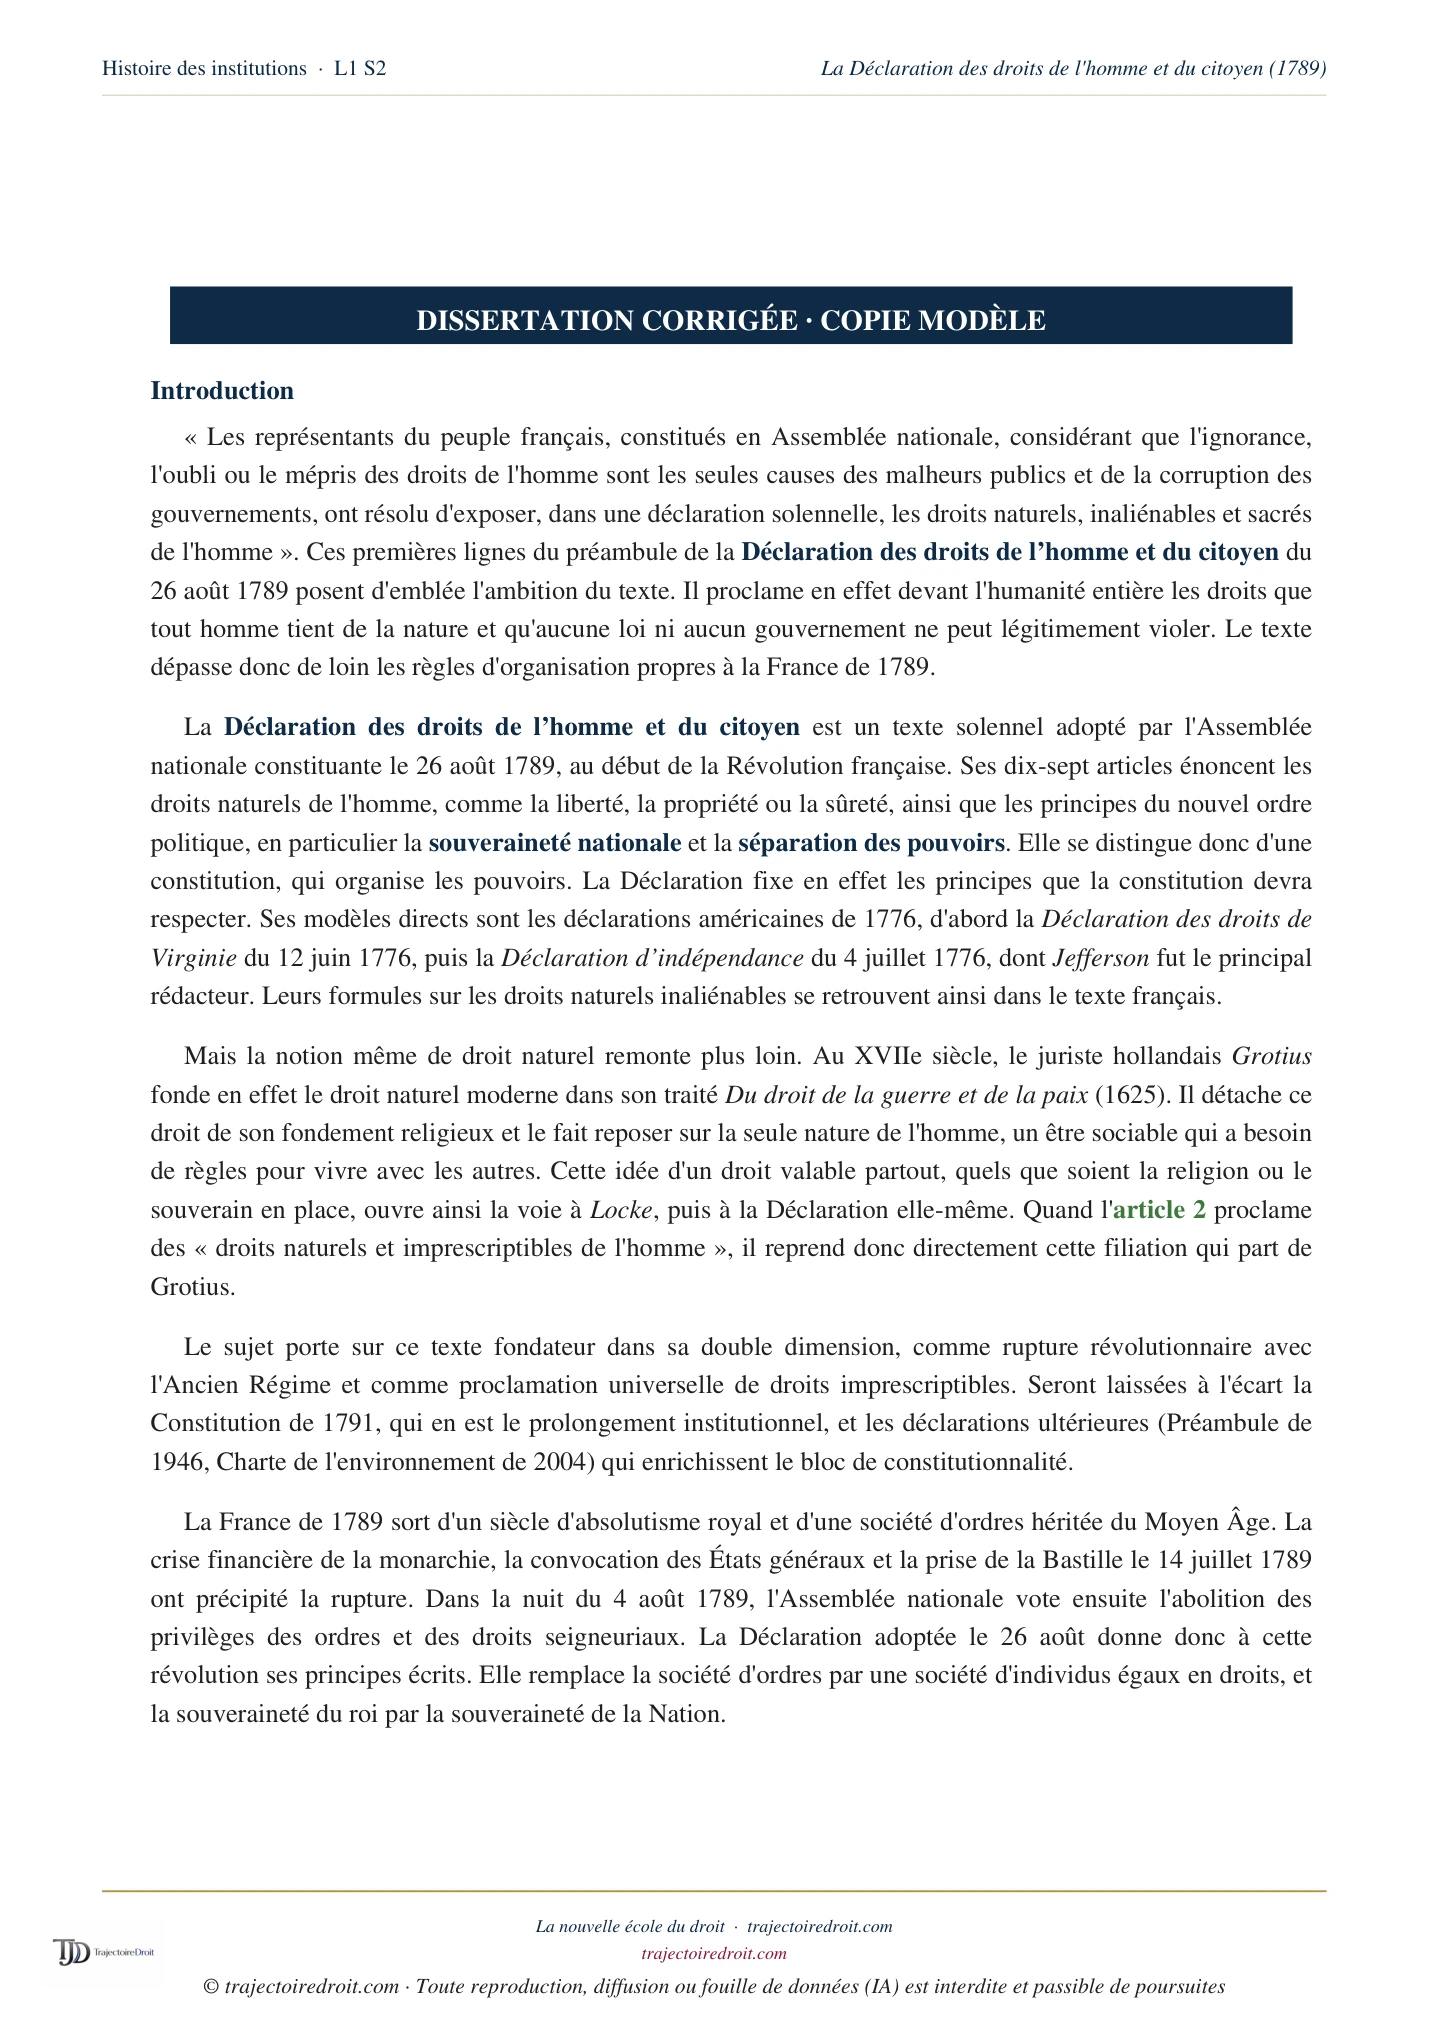 Histoire des institutions · L1 S2
La Déclaration des droits de l'homme et du citoyen (1789)
DISSERTATION CORRIGÉE · COPIE MODÈLE
Introduction
« Les représentants du peuple français, constitués en Assemblée nationale, considérant que l'ignorance,
l'oubli ou le mépris des droits de l'homme sont les seules causes des malheurs publics et de la corruption des
gouvernements, ont résolu d'exposer, dans une déclaration solennelle, les droits naturels, inaliénables et sacrés
de l'homme ». Ces premières lignes du préambule de la Déclaration des droits de l’homme et du citoyen du
26 août 1789 posent d'emblée l'ambition du texte. Il proclame en effet devant l'humanité entière les droits que
tout homme tient de la nature et qu'aucune loi ni aucun gouvernement ne peut légitimement violer. Le texte
dépasse donc de loin les règles d'organisation propres à la France de 1789.
La Déclaration des droits de l’homme et du citoyen est un texte solennel adopté par l'Assemblée
nationale constituante le 26 août 1789, au début de la Révolution française. Ses dix-sept articles énoncent les
droits naturels de l'homme, comme la liberté, la propriété ou la sûreté, ainsi que les principes du nouvel ordre
politique, en particulier la souveraineté nationale et la séparation des pouvoirs. Elle se distingue donc d'une
constitution, qui organise les pouvoirs. La Déclaration fixe en effet les principes que la constitution devra
respecter. Ses modèles directs sont les déclarations américaines de 1776, d'abord la Déclaration des droits de
Virginie du 12 juin 1776, puis la Déclaration d’indépendance du 4 juillet 1776, dont Jefferson fut le principal
rédacteur. Leurs formules sur les droits naturels inaliénables se retrouvent ainsi dans le texte français.
Mais la notion même de droit naturel remonte plus loin. Au XVIIe siècle, le juriste hollandais Grotius
fonde en effet le droit naturel moderne dans son traité Du droit de la guerre et de la paix (1625). Il détache ce
droit de son fondement religieux et le fait reposer sur la seule nature de l'homme, un être sociable qui a besoin
de règles pour vivre avec les autres. Cette idée d'un droit valable partout, quels que soient la religion ou le
souverain en place, ouvre ainsi la voie à Locke, puis à la Déclaration elle-même. Quand l'article 2 proclame
des « droits naturels et imprescriptibles de l'homme », il reprend donc directement cette filiation qui part de
Grotius.
Le sujet porte sur ce texte fondateur dans sa double dimension, comme rupture révolutionnaire avec
l'Ancien Régime et comme proclamation universelle de droits imprescriptibles. Seront laissées à l'écart la
Constitution de 1791, qui en est le prolongement institutionnel, et les déclarations ultérieures (Préambule de
1946, Charte de l'environnement de 2004) qui enrichissent le bloc de constitutionnalité.
La France de 1789 sort d'un siècle d'absolutisme royal et d'une société d'ordres héritée du Moyen Âge. La
crise financière de la monarchie, la convocation des États généraux et la prise de la Bastille le 14 juillet 1789
ont précipité la rupture. Dans la nuit du 4 août 1789, l'Assemblée nationale vote ensuite l'abolition des
privilèges des ordres et des droits seigneuriaux. La Déclaration adoptée le 26 août donne donc à cette
révolution ses principes écrits. Elle remplace la société d'ordres par une société d'individus égaux en droits, et
la souveraineté du roi par la souveraineté de la Nation.
La nouvelle école du droit · trajectoiredroit.com
TJD TrajectoireDroit
trajectoiredroit.com
© trajectoiredroit.com · Toute reproduction, diffusion ou fouille de données (IA) est interdite et passible de poursuites